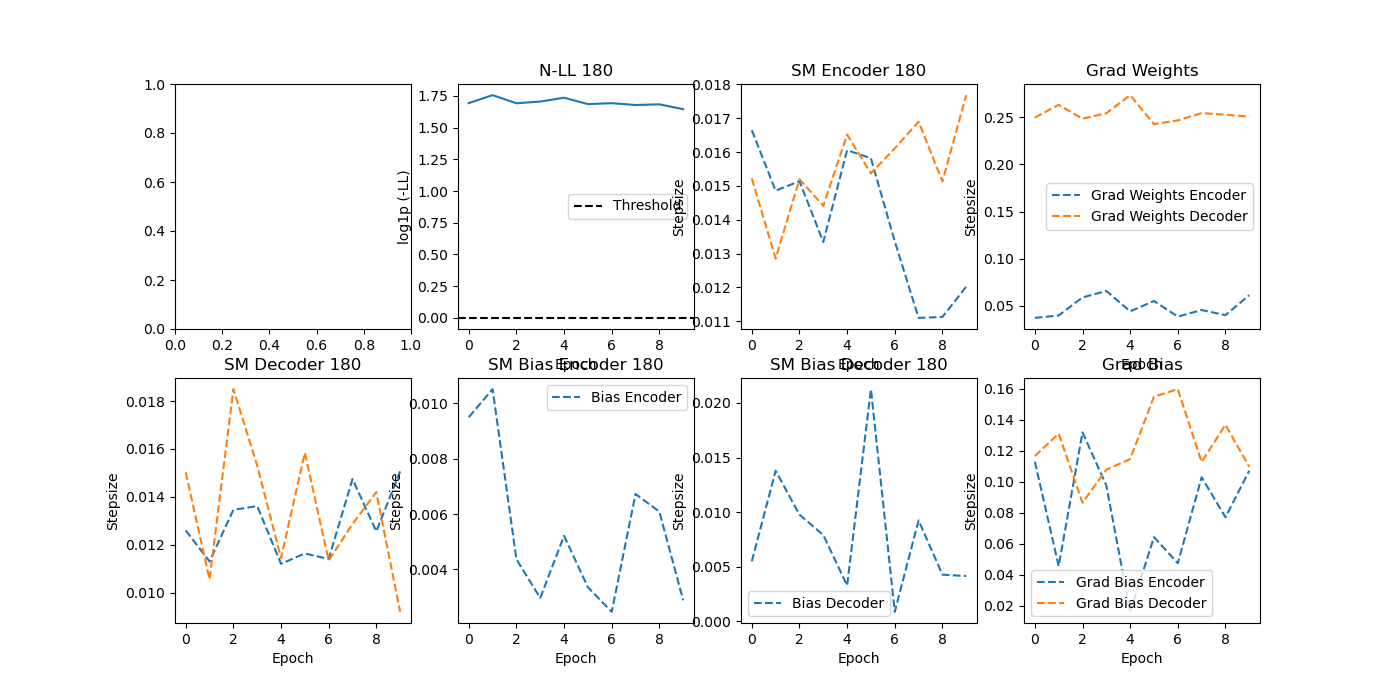 N-LL 180
SM Encoder 180
Grad Weights
1.0
0.8
0.6
0.4
0.2
0.0
0.0 0.2 0.4 0.6 0.8 1.0
log1p (-LL)
1.75
1.50
1.25
1.00
0.75
0.50
0.25
0.00
Threshold
0 2 4 6 8
Epoch
Stepsize
0.018
0.017
0.016
0.015
0.014
0.013
0.012
0.011
0 2 4 6 8
Epoch
Stepsize
0.25
0.20
0.15
0.10
0.05
Grad Weights Encoder
Grad Weights Decoder
0 2 4 6 8
Epoch
SM Decoder 180
SM Bias Encoder 180
SM Bias Decoder 180
Grad Bias
Stepsize
0.018
0.016
0.014
0.012
0.010
0 2 4 6 8
Epoch
Stepsize
0.010
0.008
0.006
0.004
Bias Encoder
0 2 4 6 8
Epoch
Stepsize
0.020
0.015
0.010
0.005
0.000
Bias Decoder
0 2 4 6 8
Epoch
Stepsize
0.16
0.14
0.12
0.10
0.08
0.06
0.04
0.02
Grad Bias Encoder
Grad Bias Decoder
0 2 4 6 8
Epoch